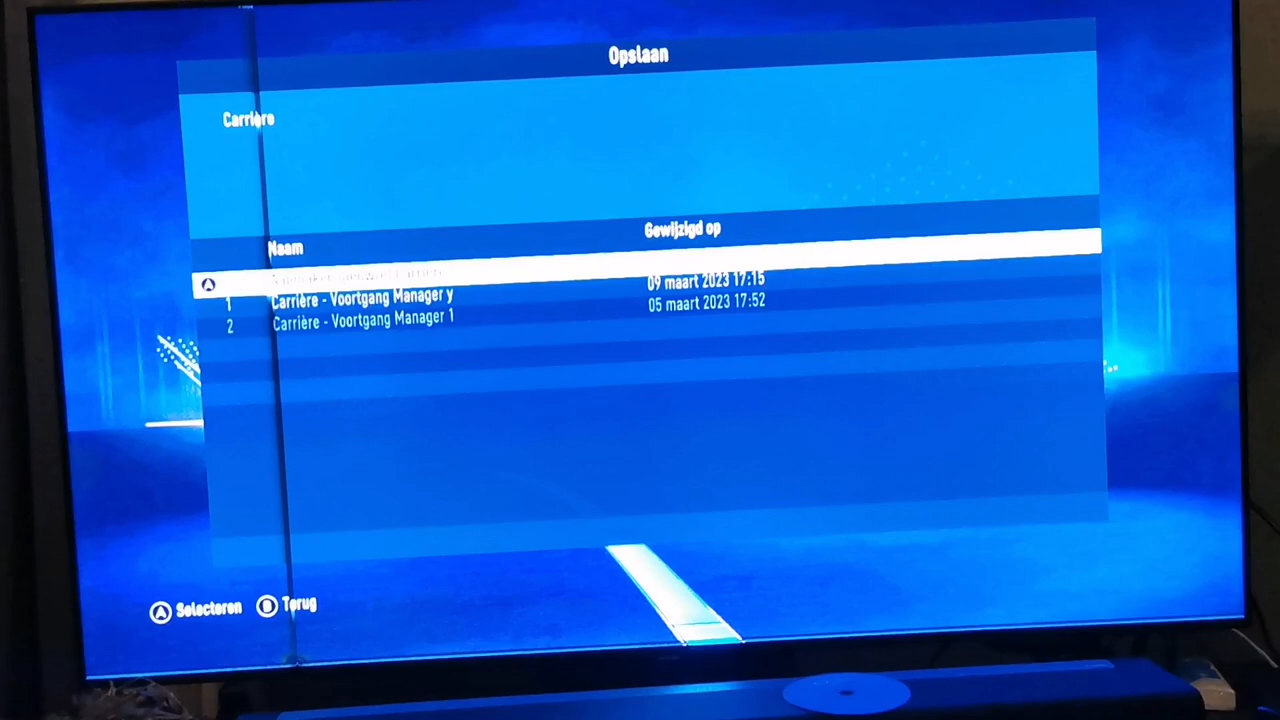 Opslaan
Carrière
Naam Gewijzigd op
1 Carrière - Voortgang Manager y 09 maart 2023 17:15
2 Carrière - Voortgang Manager 1 05 maart 2023 17:52
A Selecteren B Terug